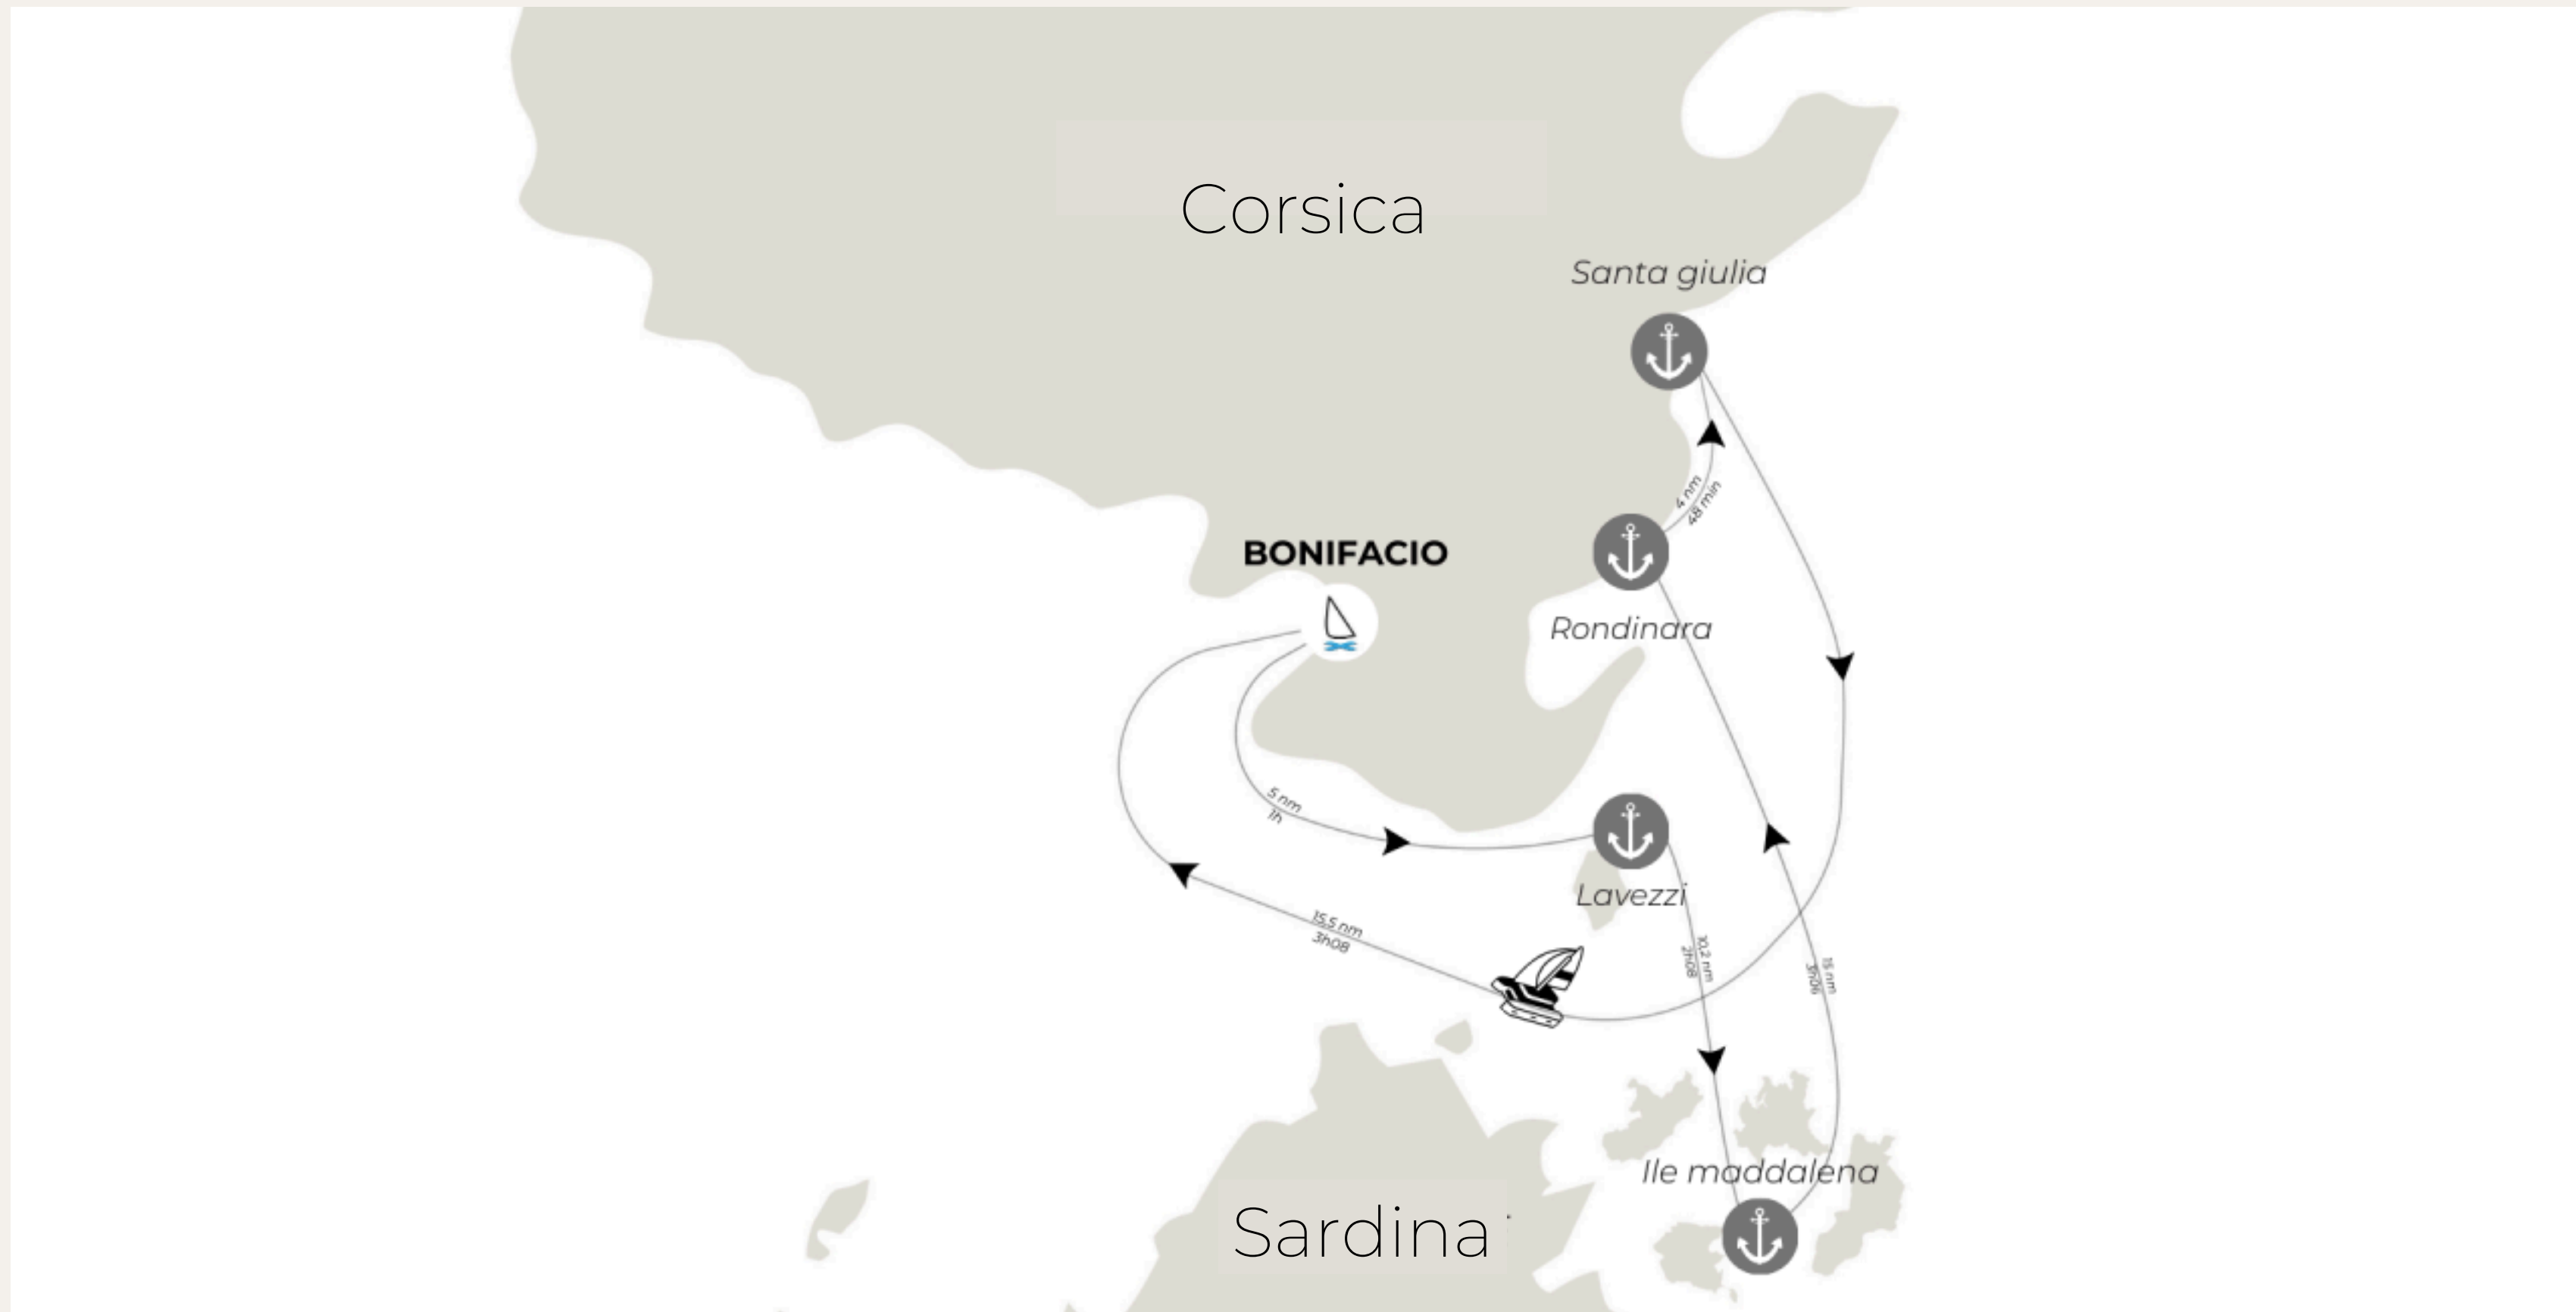 Corsica
Santa giulia
4 nm
48 min
BONIFACIO
Rondinara
5 nm
1h
Lavezzi
15,5 nm
3h08
10,2 nm
2h08
15 nm
3h06
Ile maddalena
Sardina